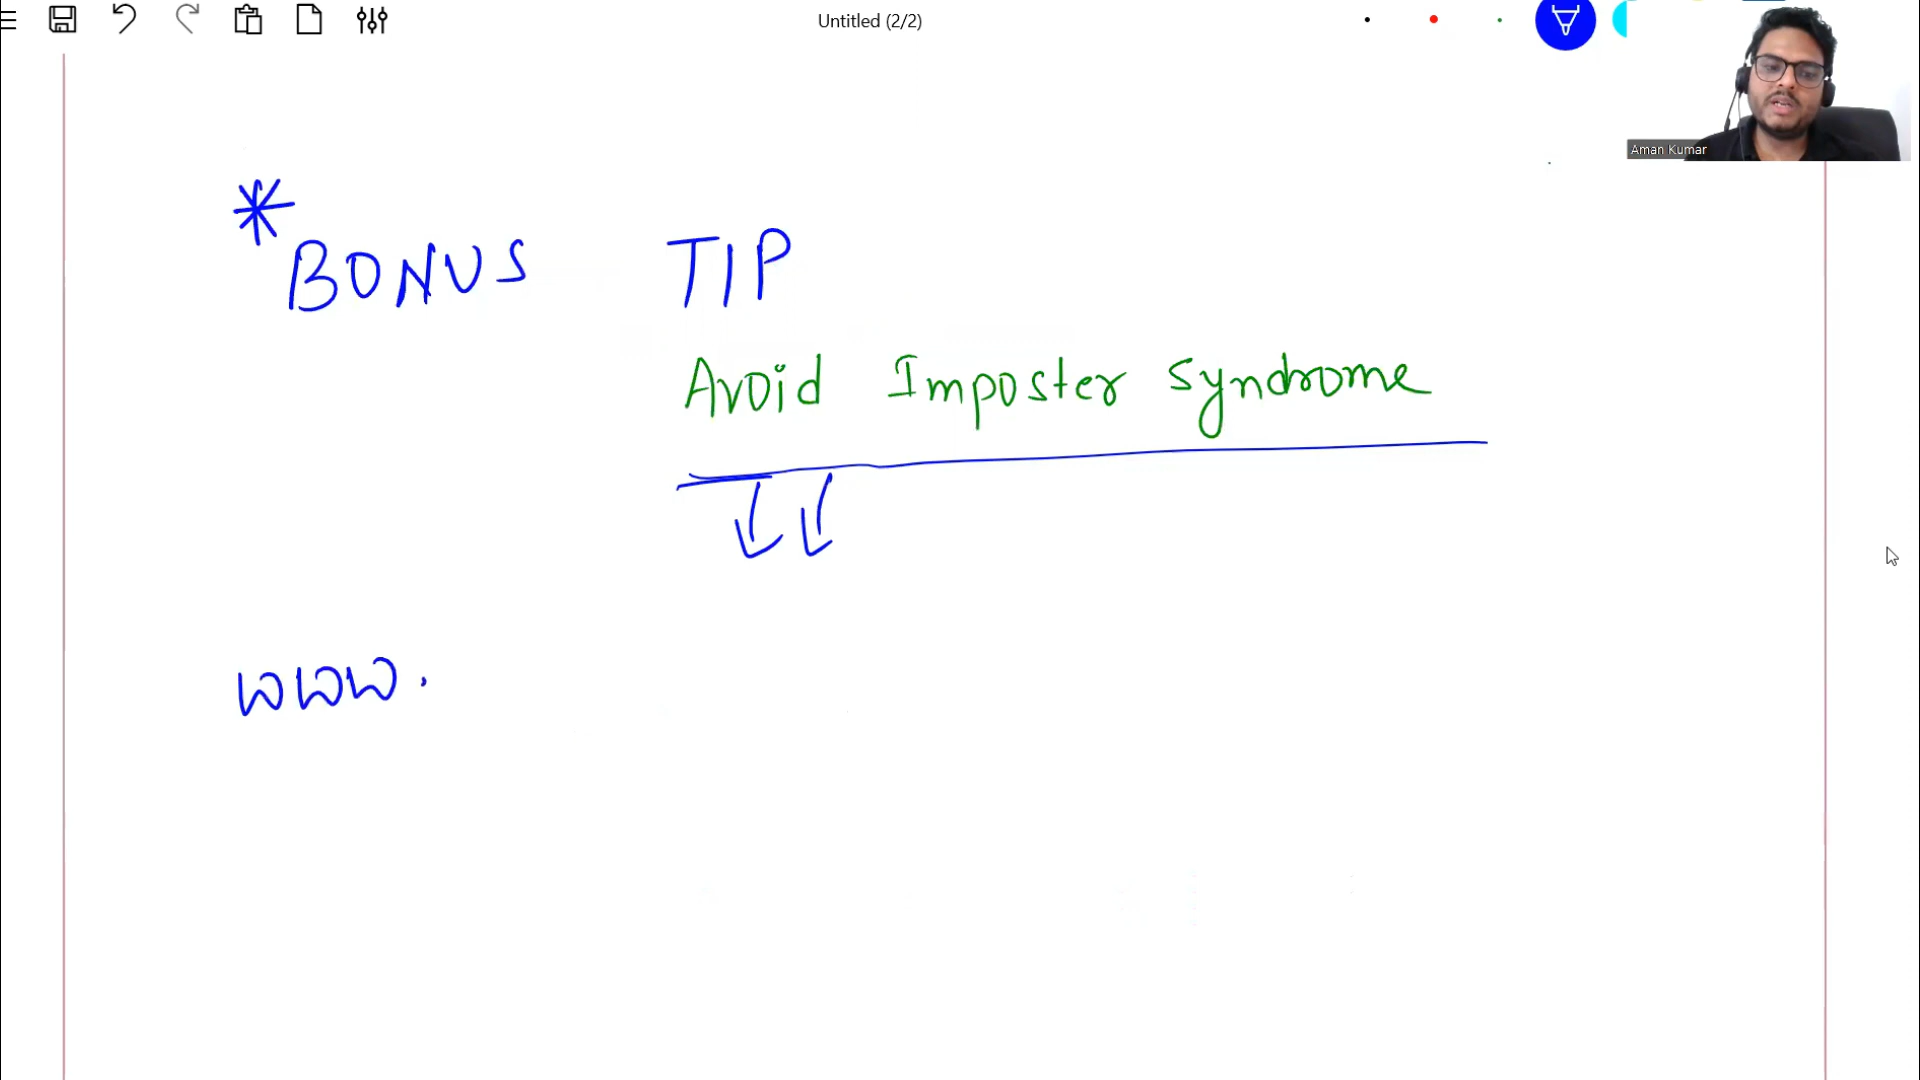 Untitled (2/2)
Aman Kumar
* BONUS TIP
Avoid Imposter Syndrome
www.